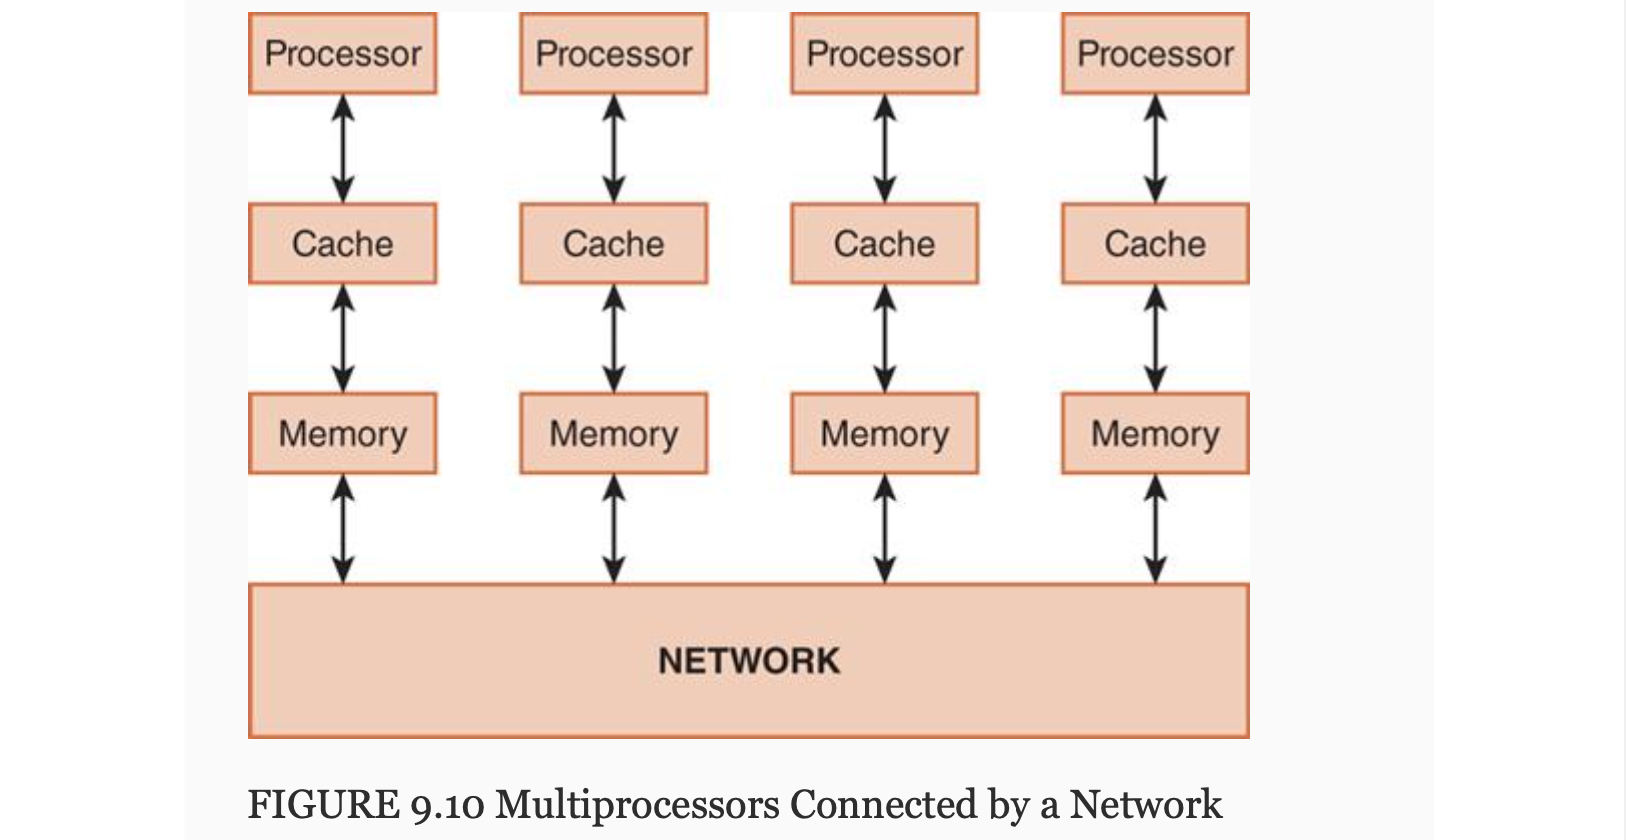 Processor Processor Processor Processor
Cache Cache Cache Cache
Memory Memory Memory Memory
NETWORK
FIGURE 9.10 Multiprocessors Connected by a Network